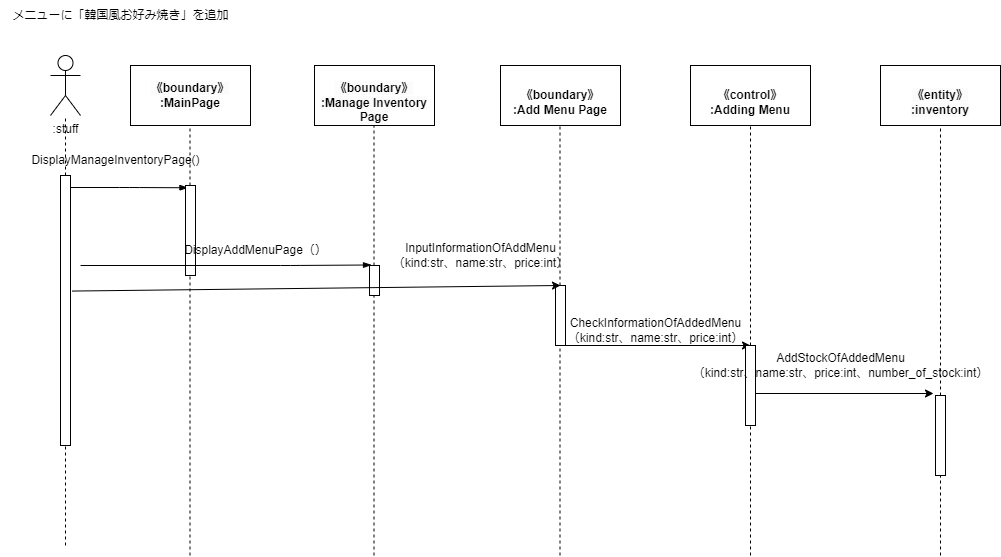 メニューに「韓国風お好み焼き」を追加
:stuff
《boundary》
:MainPage
《boundary》
:Manage Inventory
Page
《boundary》
:Add Menu Page
《control》
:Adding Menu
《entity》
:inventory
DisplayManageInventoryPage()
DisplayAddMenuPage（）
InputInformationOfAddMenu
（kind:str、name:str、price:int）
CheckInformationOfAddedMenu
（kind:str、name:str、price:int）
AddStockOfAddedMenu
（kind:str、name:str、price:int、number_of_stock:int）